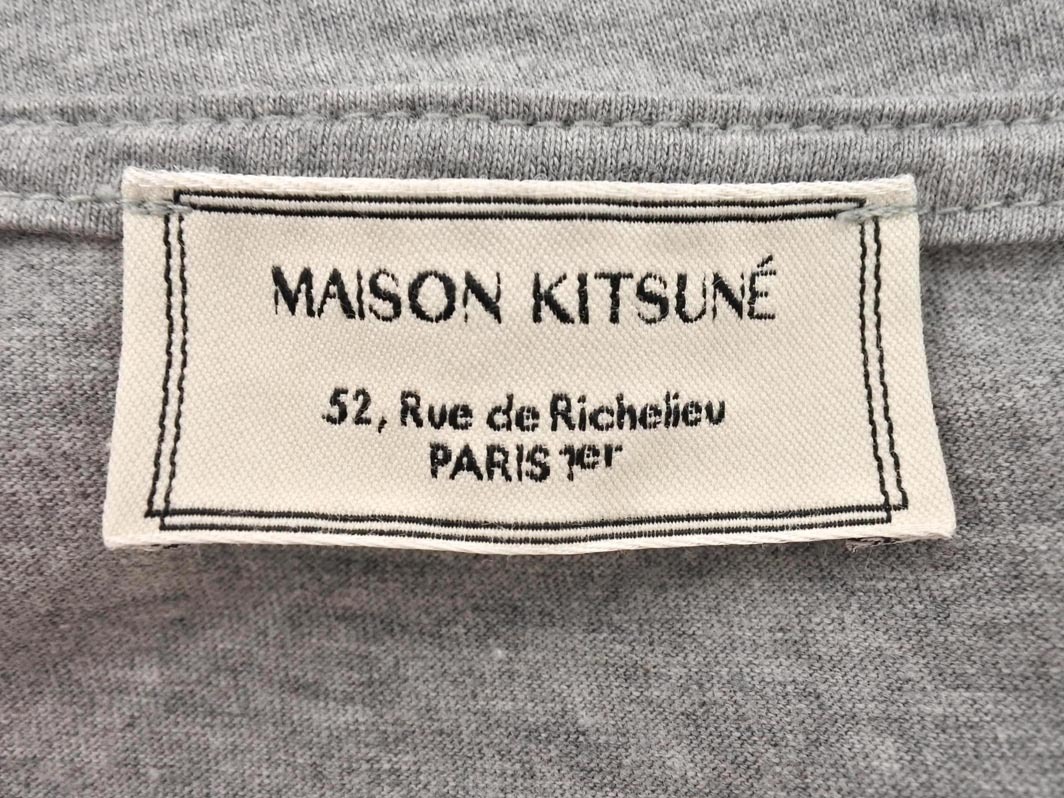 MAISON KITSUNÉ
52, Rue de Richelieu
PARIS 1er